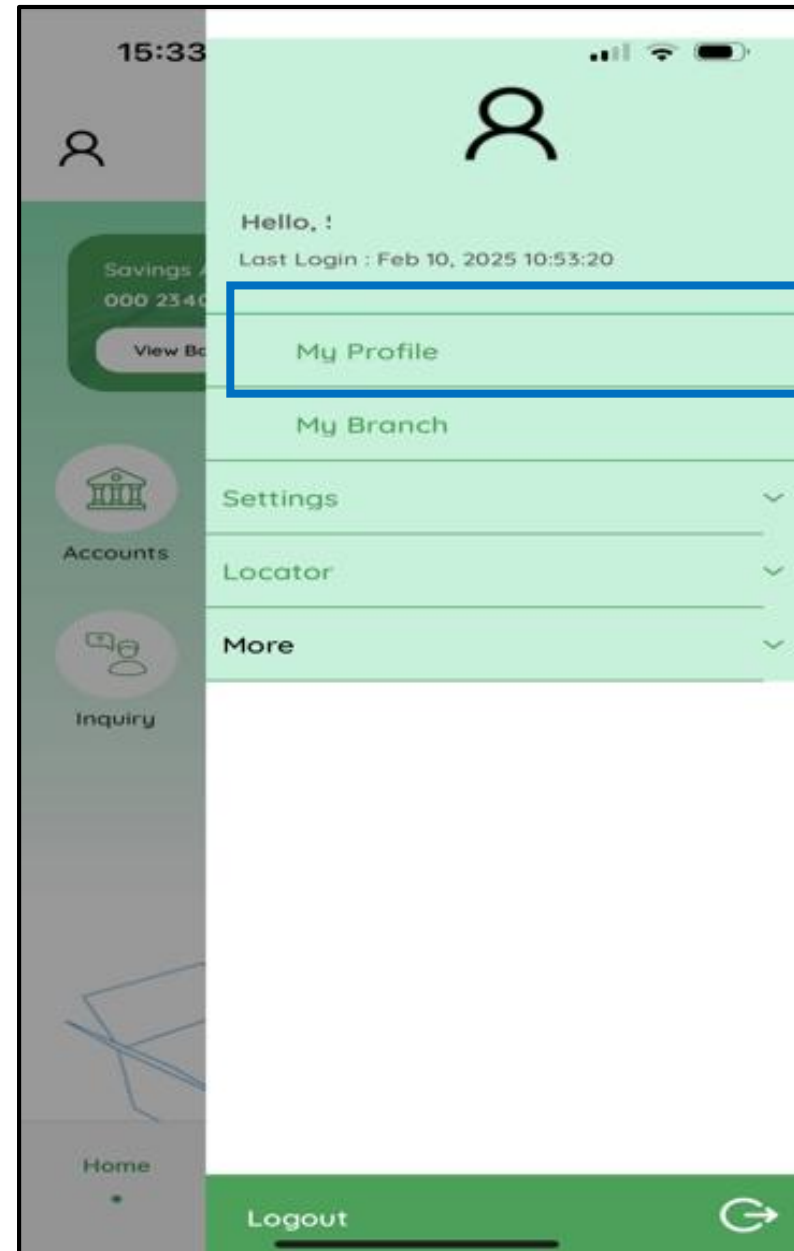 15:33
Hello, !
Last Login : Feb 10, 2025 10:53:20
Savings
000 2340
View
My Profile
My Branch
Settings
Accounts
Locator
More
Inquiry
Home
Logout